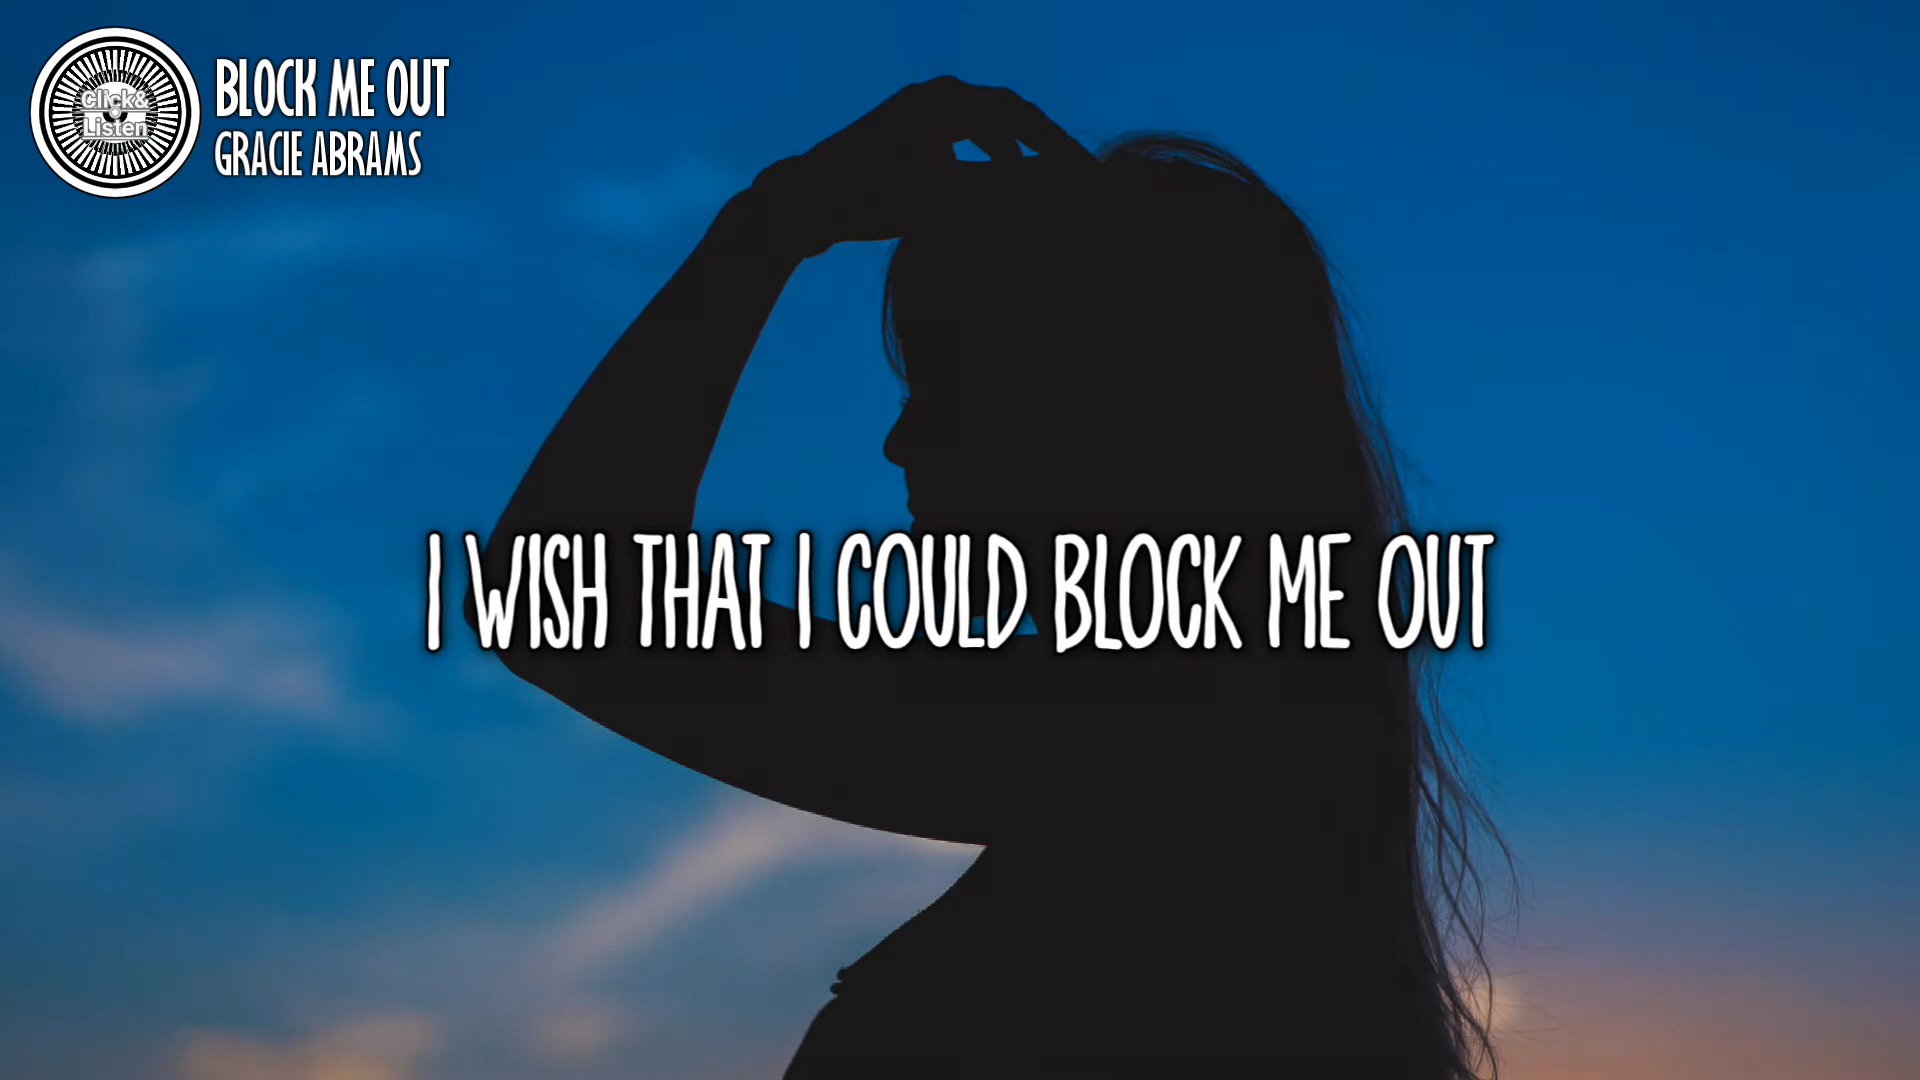 Click&
Listen
BLOCK ME OUT
GRACIE ABRAMS
I WISH THAT I COULD BLOCK ME OUT